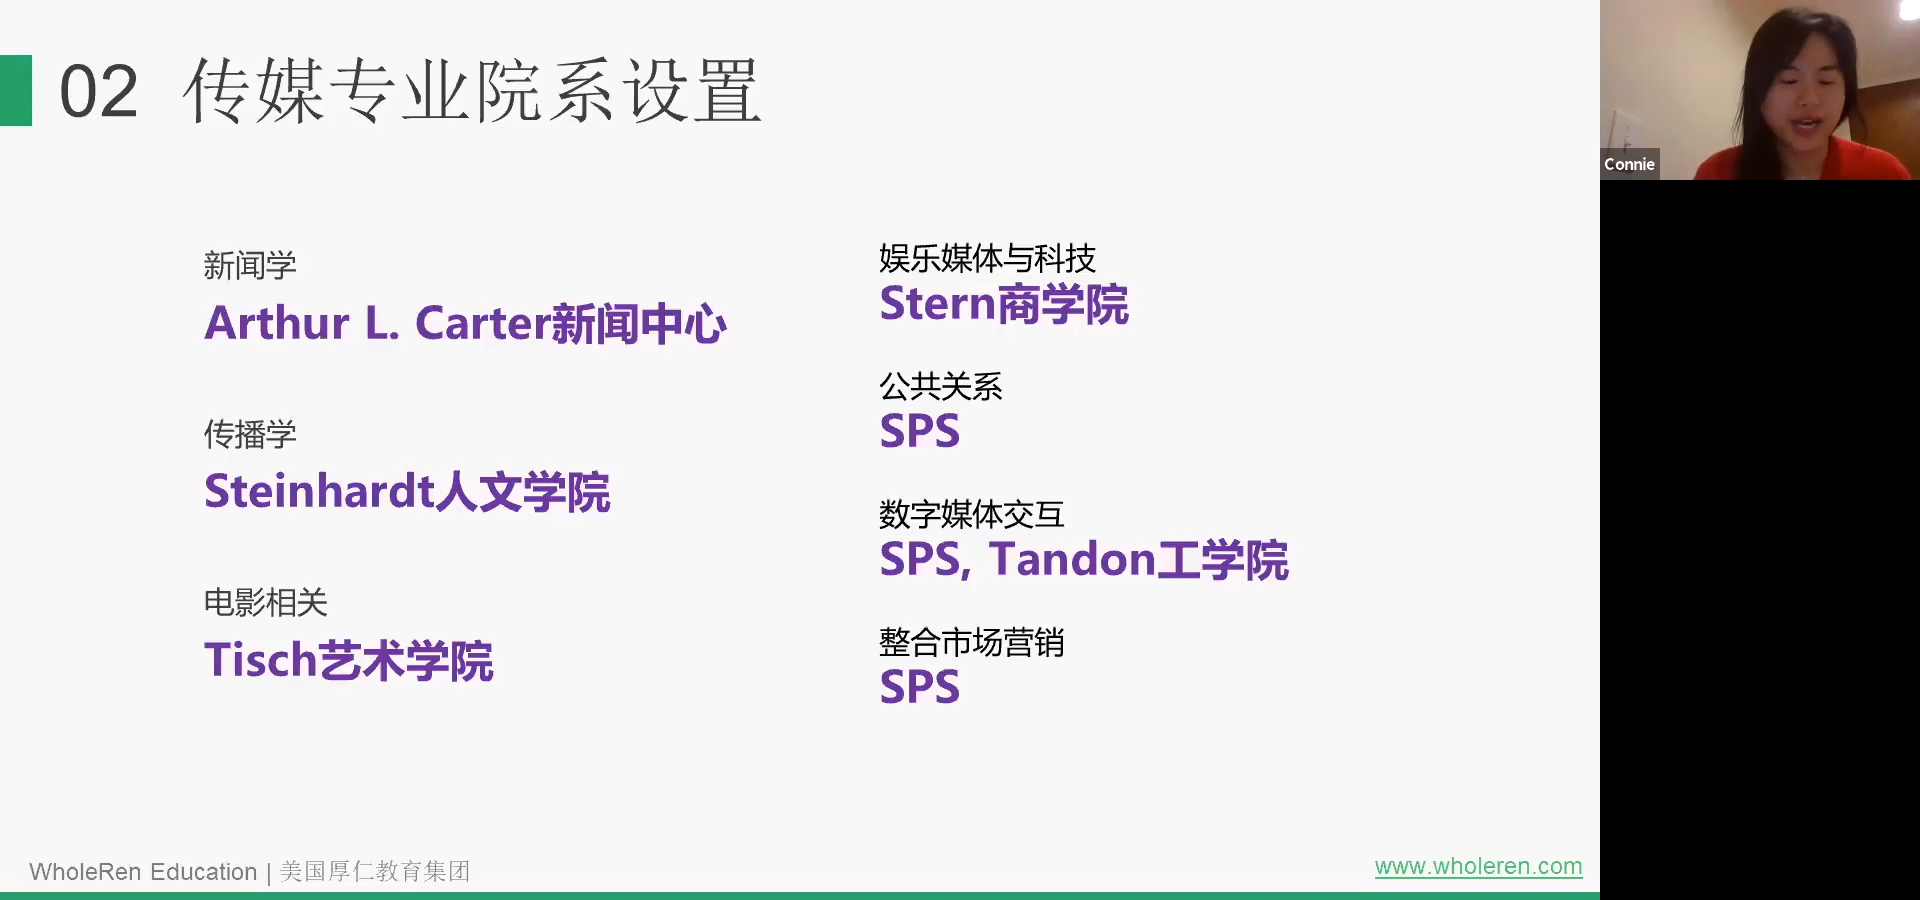 02 传媒专业院系设置
新闻学
Arthur L. Carter新闻中心
传播学
Steinhardt人文学院
电影相关
Tisch艺术学院
娱乐媒体与科技
Stern商学院
公共关系
SPS
数字媒体交互
SPS, Tandon工学院
整合市场营销
SPS
WholeRen Education | 美国厚仁教育集团
www.wholeren.com
Connie